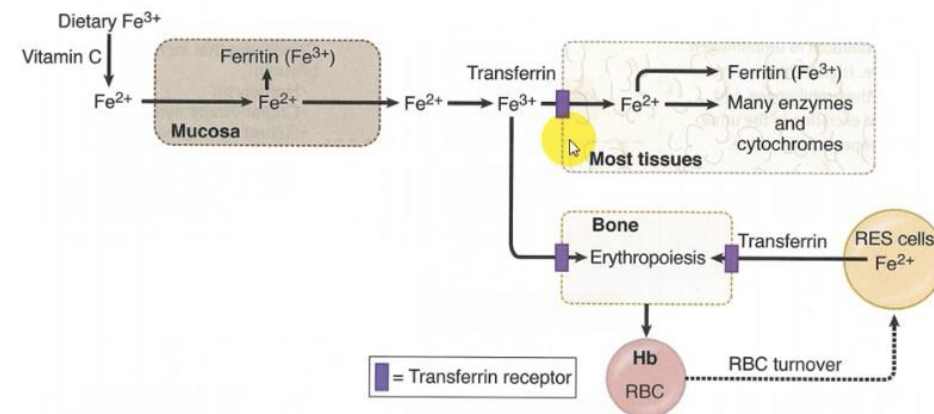 Dietary Fe³⁺
Vitamin C
Fe²⁺
Ferritin (Fe³⁺)
Fe²⁺
Mucosa
Fe²⁺
Transferrin
Fe³⁺
Fe²⁺
Ferritin (Fe³⁺)
Many enzymes
and
cytochromes
Most tissues
Bone
Erythropoiesis
Transferrin
RES cells
Fe²⁺
Hb
RBC
RBC turnover
= Transferrin receptor